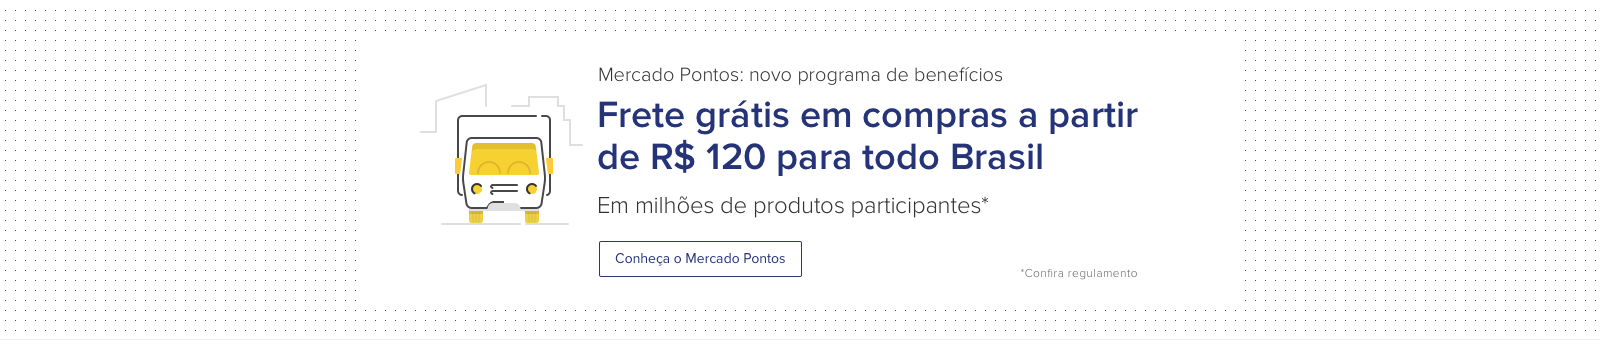 Mercado Pontos: novo programa de benefícios
Frete grátis em compras a partir
de R$ 120 para todo Brasil
Em milhões de produtos participantes*
Conheça o Mercado Pontos
*Confira regulamento